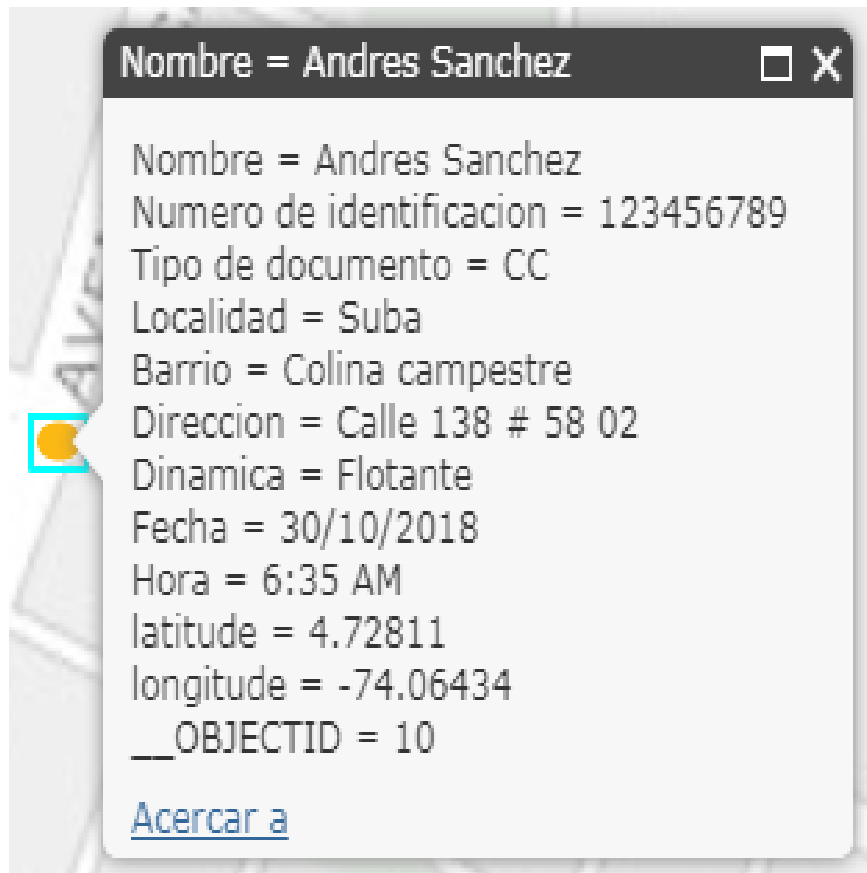 Nombre = Andres Sanchez
Nombre = Andres Sanchez
Numero de identificacion = 123456789
Tipo de documento = CC
Localidad = Suba
Barrio = Colina campestre
Direccion = Calle 138 # 58 02
Dinamica = Flotante
Fecha = 30/10/2018
Hora = 6:35 AM
latitude = 4.72811
longitude = -74.06434
__OBJECTID = 10
Acercar a